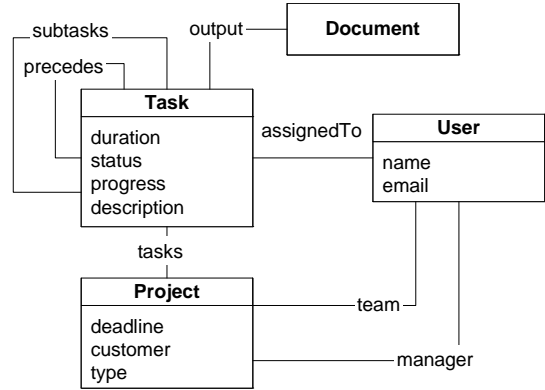 subtasks
output
Document
precedes
Task
duration
status
progress
description
assignedTo
User
name
email
tasks
Project
deadline
customer
type
team
manager